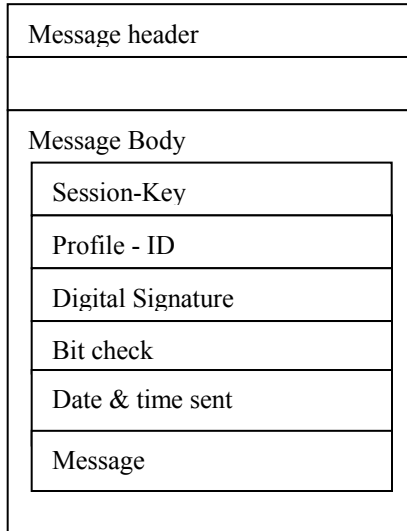 Message header
Message Body
Session-Key
Profile - ID
Digital Signature
Bit check
Date & time sent
Message